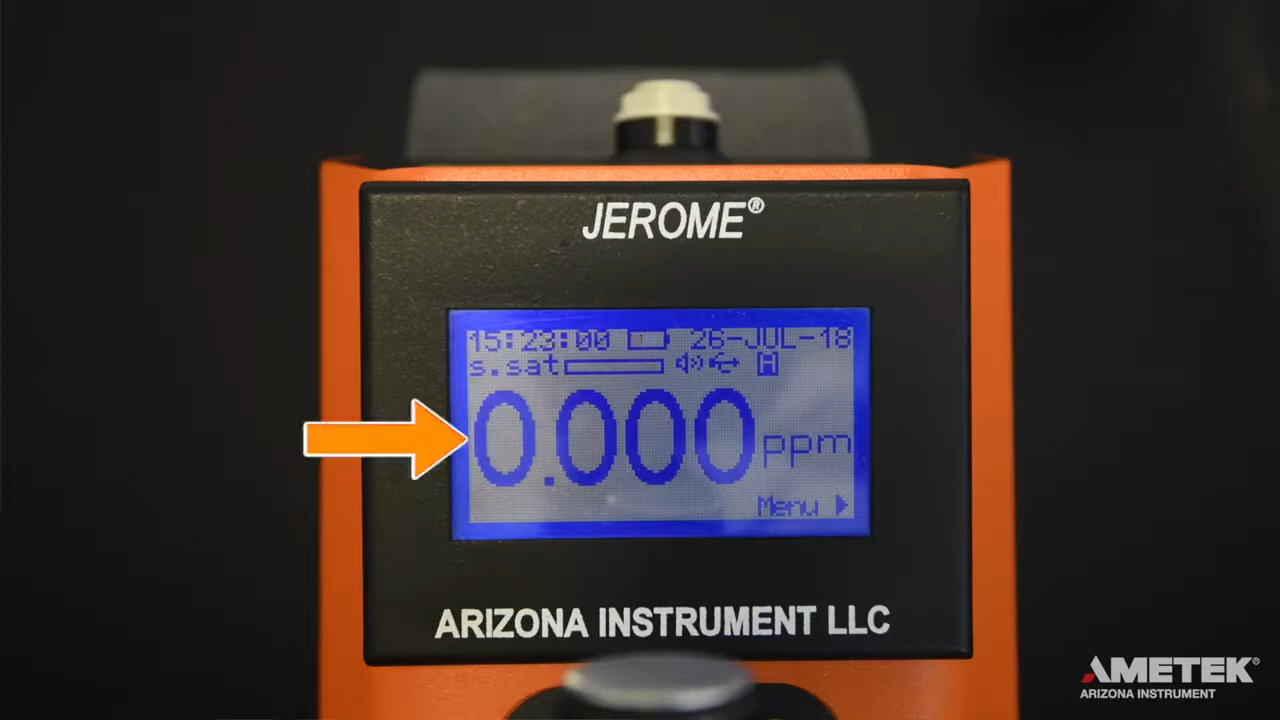 JEROME®
15:23:00 26-JUL-18
s.sat A
0.000 ppm
Menu
ARIZONA INSTRUMENT LLC
AMETEK®
ARIZONA INSTRUMENT